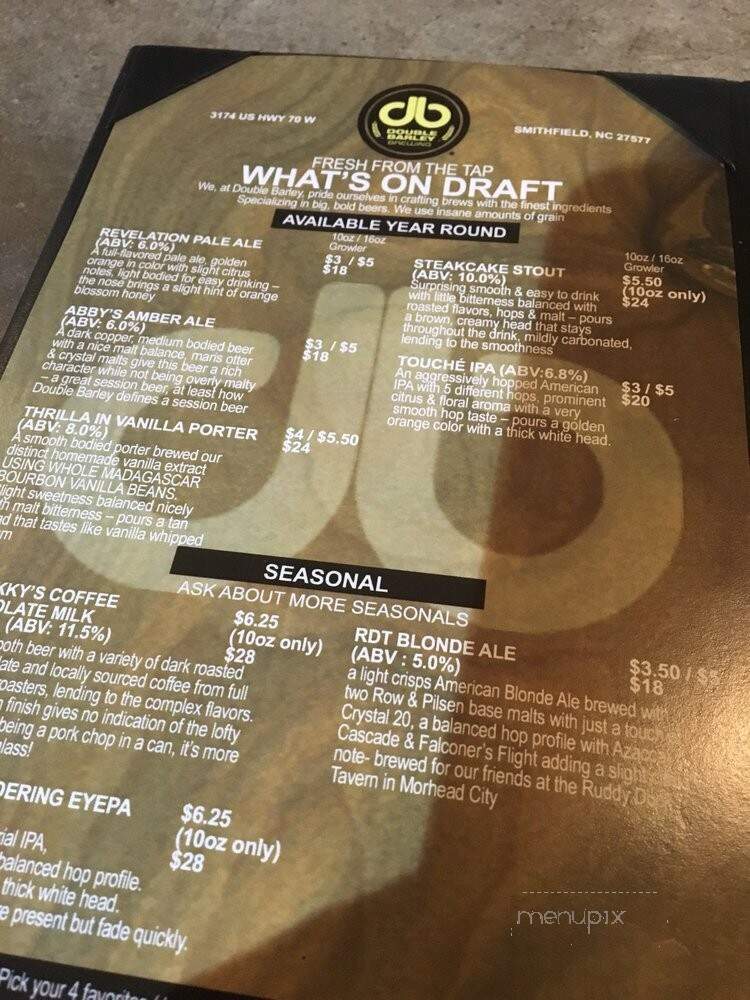 3174 US HWY 70 W
db
DOUBLE
BARLEY
BREWING
SMITHFIELD, NC 27577
FRESH FROM THE TAP
WHAT'S ON DRAFT
We, at Double Barley, pride ourselves in crafting brews with the finest ingredients
Specializing in big, bold beers. We use insane amounts of grain
AVAILABLE YEAR ROUND
10oz / 16oz
Growler
REVELATION PALE ALE
(ABV: 6.0%)
$3 / $5
$18
A full-flavored pale ale, golden
orange in color with slight citrus
notes, light bodied for easy drinking –
the nose brings a slight hint of orange
blossom honey
ABBY'S AMBER ALE
(ABV: 6.0%)
$3 / $5
$18
A dark copper, medium bodied beer
with a nice malt balance, maris otter
& crystal malts give this beer a rich
character while not being overly malty
– a great session beer, at least how
Double Barley defines a session beer
THRILLA IN VANILLA PORTER
(ABV: 8.0%)
$4 / $5.50
$24
A smooth bodied porter brewed our
distinct homemade vanilla extract
USING WHOLE MADAGASCAR
BOURBON VANILLA BEANS.
light sweetness balanced nicely
malt bitterness – pours a tan
that tastes like vanilla whipped
10oz / 16oz
Growler
STEAKCAKE STOUT
(ABV: 10.0%)
$5.50
(10oz only)
$24
Surprising smooth & easy to drink
with little bitterness balanced with
roasted flavors, hops & malt – pours
a brown, creamy head that stays
throughout the drink, mildly carbonated,
lending to the smoothness
TOUCHÉ IPA (ABV:6.8%)
$3 / $5
$20
An aggressively hopped American
IPA with 5 different hops, prominent
citrus & floral aroma with a very
smooth hop taste – pours a golden
orange color with a thick white head.
SEASONAL
ASK ABOUT MORE SEASONALS
COFFEE
MILK
(ABV: 11.5%)
$6.25
(10oz only)
$28
beer with a variety of dark roasted
and locally sourced coffee from full
lending to the complex flavors.
finish gives no indication of the lofty
being a pork chop in a can, it's more
RDT BLONDE ALE
(ABV : 5.0%)
$3.50 / $5
$18
a light crisps American Blonde Ale brewed with
two Row & Pilsen base malts with just a touch
Crystal 20, a balanced hop profile with
Cascade & Falconer's Flight adding a slight
note- brewed for our friends at the Ruddy
Tavern in Morhead City
EYEPA
$6.25
(10oz only)
$28
IPA,
balanced hop profile.
thick white head.
present but fade quickly.
Pick your 4
menupix